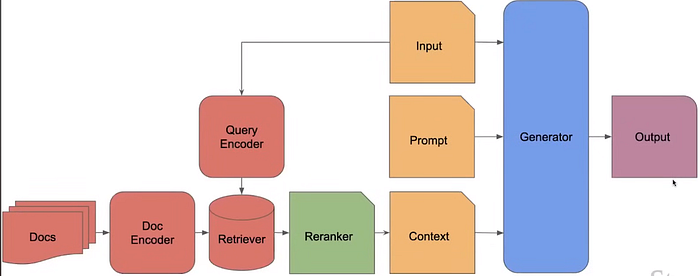 Input
Query
Encoder
Prompt
Generator
Output
Docs
Doc
Encoder
Retriever
Reranker
Context